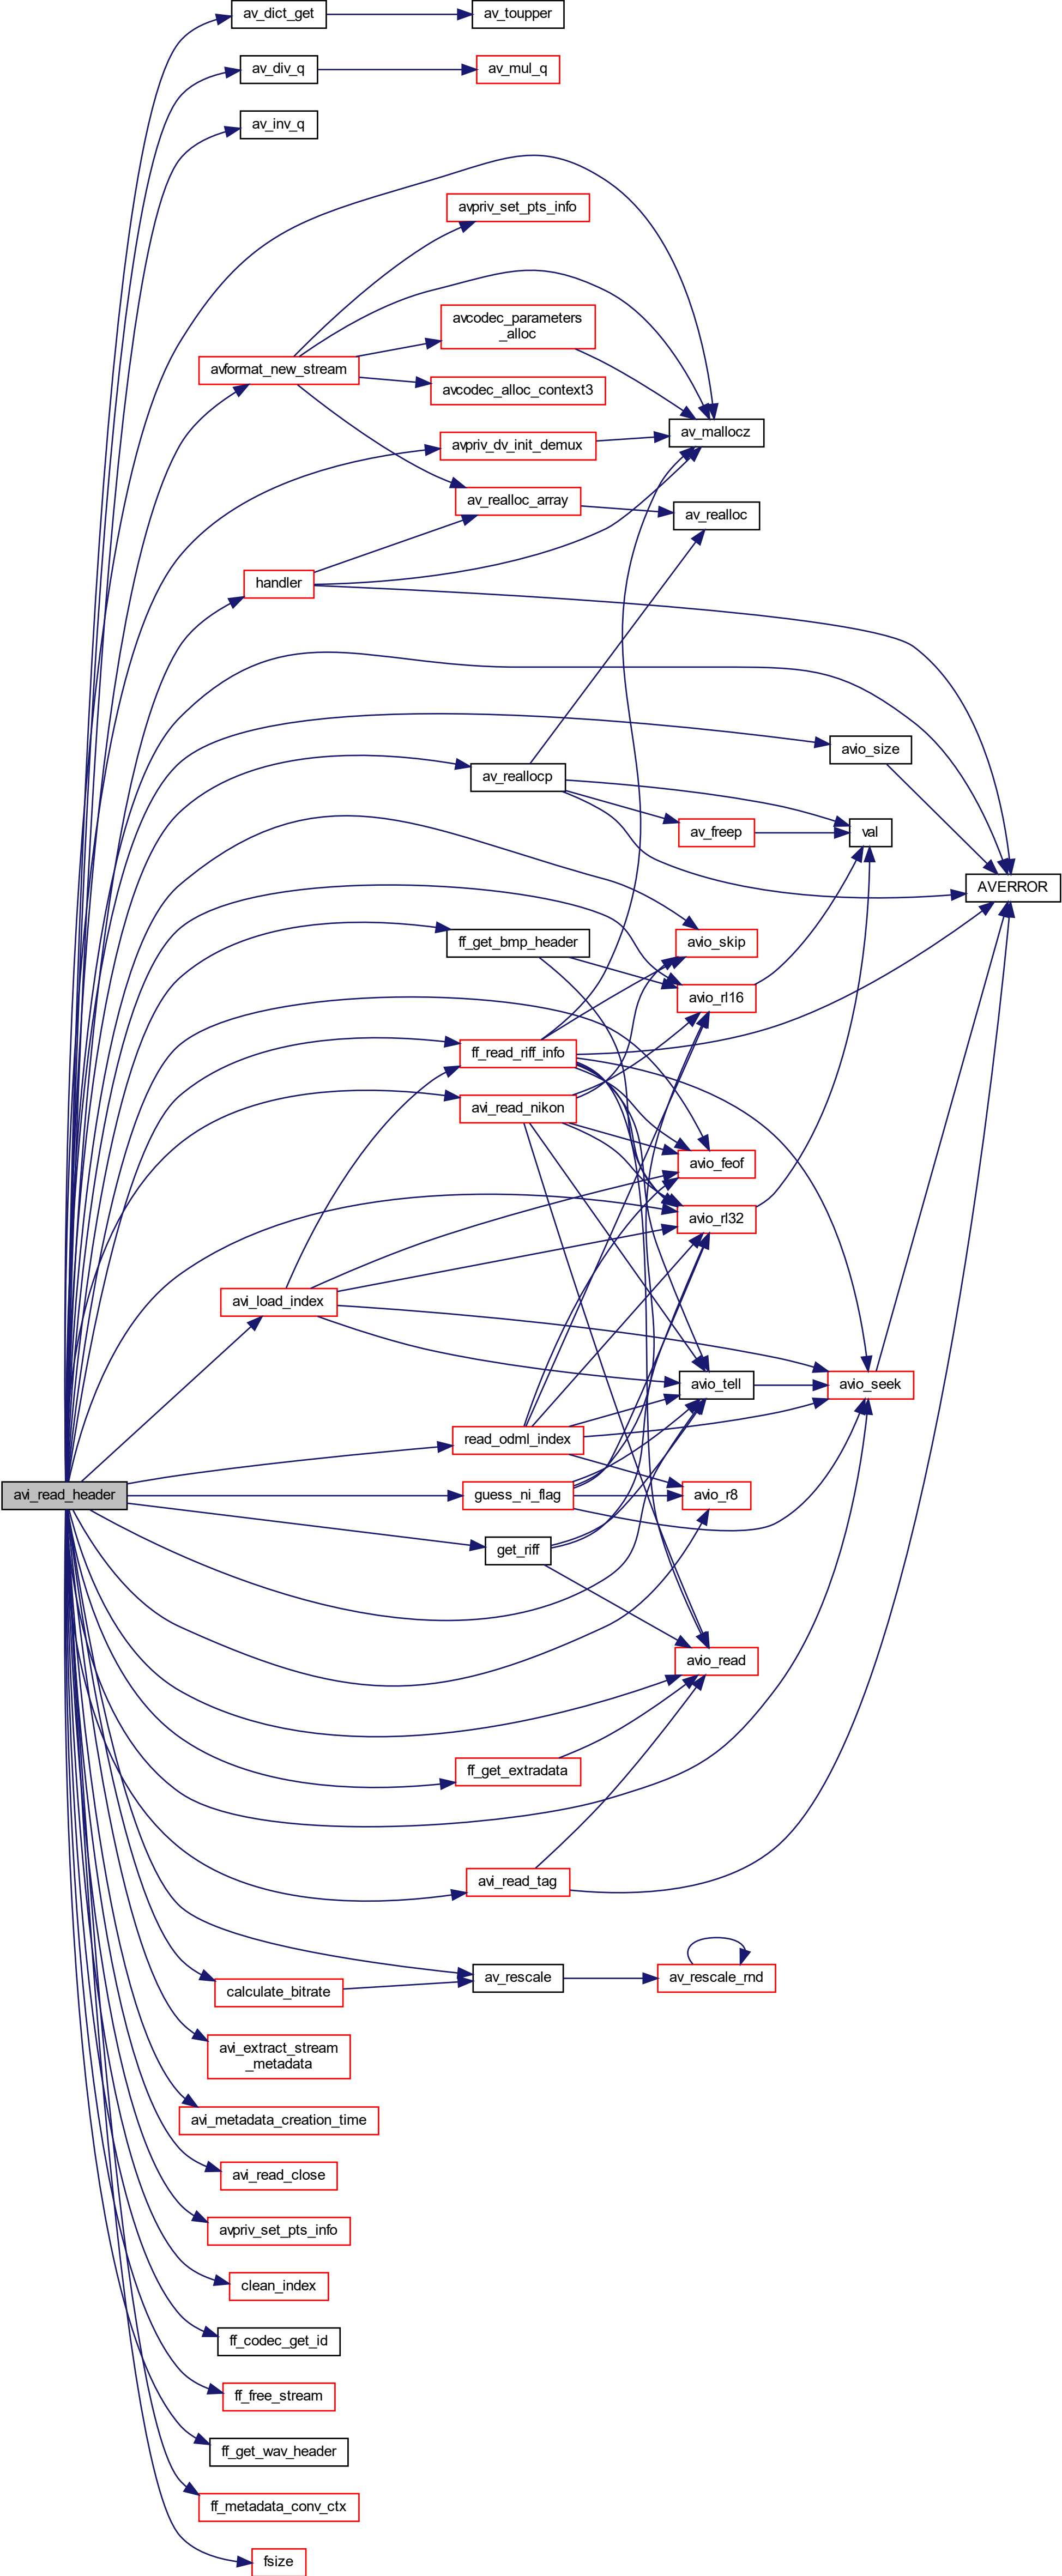 av_dict_get
av_toupper
av_div_q
av_mul_q
av_inv_q
avpriv_set_pts_info
avcodec_parameters
_alloc
avformat_new_stream
avcodec_alloc_context3
av_mallocz
avpriv_dv_init_demux
av_realloc_array
av_realloc
handler
avio_size
av_reallocp
av_freep
val
AVERROR
ff_get_bmp_header
avio_skip
avio_rl16
ff_read_riff_info
avi_read_nikon
avio_feof
avio_rl32
avi_load_index
avio_tell
avio_seek
read_odml_index
avi_read_header
guess_ni_flag
avio_r8
get_riff
avio_read
ff_get_extradata
avi_read_tag
av_rescale
av_rescale_rnd
calculate_bitrate
avi_extract_stream
_metadata
avi_metadata_creation_time
avi_read_close
avpriv_set_pts_info
clean_index
ff_codec_get_id
ff_free_stream
ff_get_wav_header
ff_metadata_conv_ctx
fsize